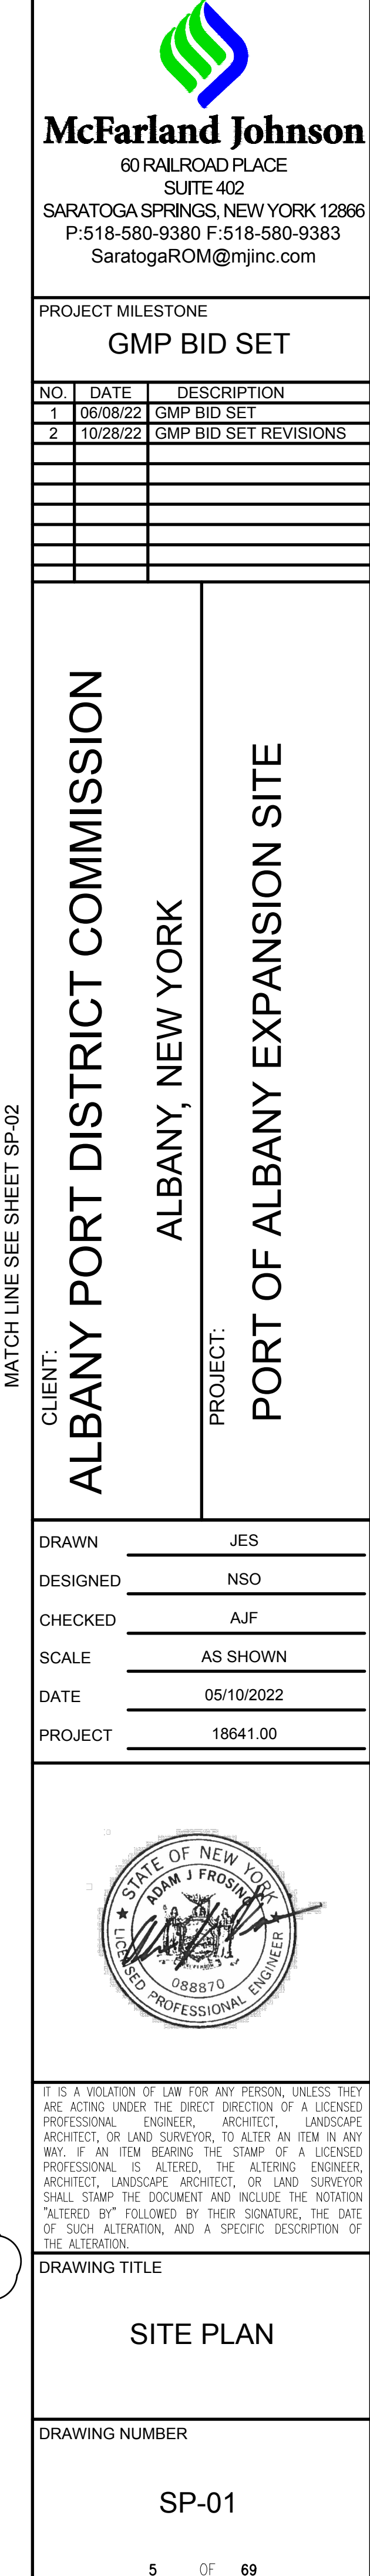 McFarland Johnson
60 RAILROAD PLACE
SUITE 402
SARATOGA SPRINGS, NEW YORK 12866
P:518-580-9380 F:518-580-9383
SaratogaROM@mjinc.com
PROJECT MILESTONE
GMP BID SET
NO. DATE DESCRIPTION
1 06/08/22 GMP BID SET
2 10/28/22 GMP BID SET REVISIONS
MATCH LINE SEE SHEET SP-02
CLIENT:
ALBANY PORT DISTRICT COMMISSION
ALBANY, NEW YORK
PROJECT:
PORT OF ALBANY EXPANSION SITE
DRAWN JES
DESIGNED NSO
CHECKED AJF
SCALE AS SHOWN
DATE 05/10/2022
PROJECT 18641.00
STATE OF NEW YORK
ADAM J FROSINO
088870
LICENSED PROFESSIONAL ENGINEER
IT IS A VIOLATION OF LAW FOR ANY PERSON, UNLESS THEY
ARE ACTING UNDER THE DIRECT DIRECTION OF A LICENSED
PROFESSIONAL ENGINEER, ARCHITECT, LANDSCAPE
ARCHITECT, OR LAND SURVEYOR, TO ALTER AN ITEM IN ANY
WAY. IF AN ITEM BEARING THE STAMP OF A LICENSED
PROFESSIONAL IS ALTERED, THE ALTERING ENGINEER,
ARCHITECT, LANDSCAPE ARCHITECT, OR LAND SURVEYOR
SHALL STAMP THE DOCUMENT AND INCLUDE THE NOTATION
"ALTERED BY" FOLLOWED BY THEIR SIGNATURE, THE DATE
OF SUCH ALTERATION, AND A SPECIFIC DESCRIPTION OF
THE ALTERATION.
DRAWING TITLE
SITE PLAN
DRAWING NUMBER
SP-01
5 OF 69